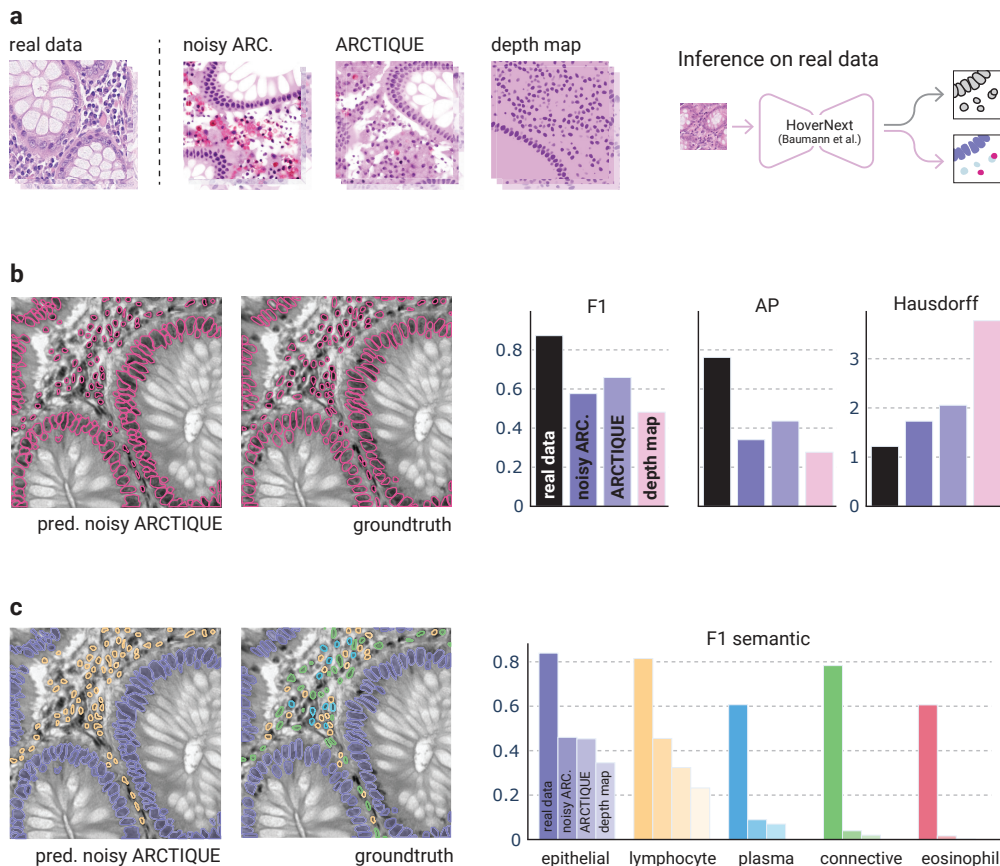 a
real data
noisy ARC.
ARCTIQUE
depth map
Inference on real data
HoverNext
(Baumann et al.)
b
pred. noisy ARCTIQUE
groundtruth
F1
0.8
0.6
0.4
0.2
0
real data
noisy ARC.
ARCTIQUE
depth map
AP
Hausdorff
3
2
1
0
c
pred. noisy ARCTIQUE
groundtruth
F1 semantic
0.8
0.6
0.4
0.2
0
real data
noisy ARC.
ARCTIQUE
depth map
epithelial
lymphocyte
plasma
connective
eosinophil